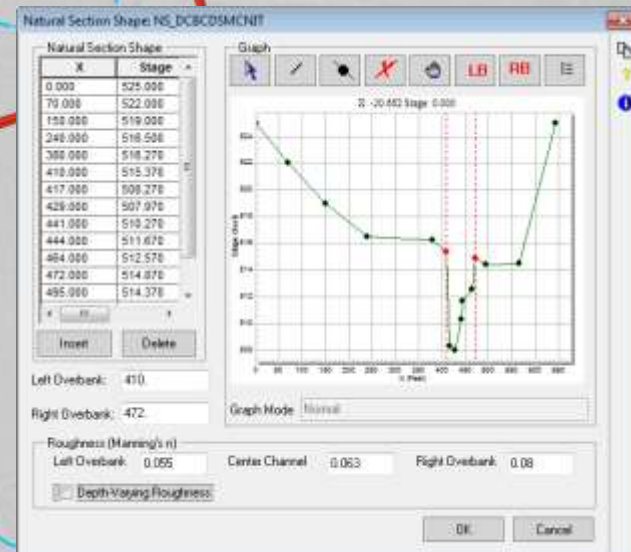 Natural Section Shape: NS_DCBCDSMCNJT
Natural Section Shape
X Stage
0.000 525.000
70.000 522.000
150.000 519.000
240.000 516.500
380.000 516.270
410.000 515.370
417.000 508.270
429.000 507.970
441.000 510.270
444.000 511.670
464.000 512.570
472.000 514.870
495.000 514.370
Insert Delete
Left Overbank: 410.
Right Overbank: 472.
Graph
LB RB
X: -20.682 Stage: 0.000
Graph Mode Normal
Roughness (Manning's n)
Left Overbank 0.055 Center Channel 0.063 Right Overbank 0.08
Depth-Varying Roughness
OK Cancel